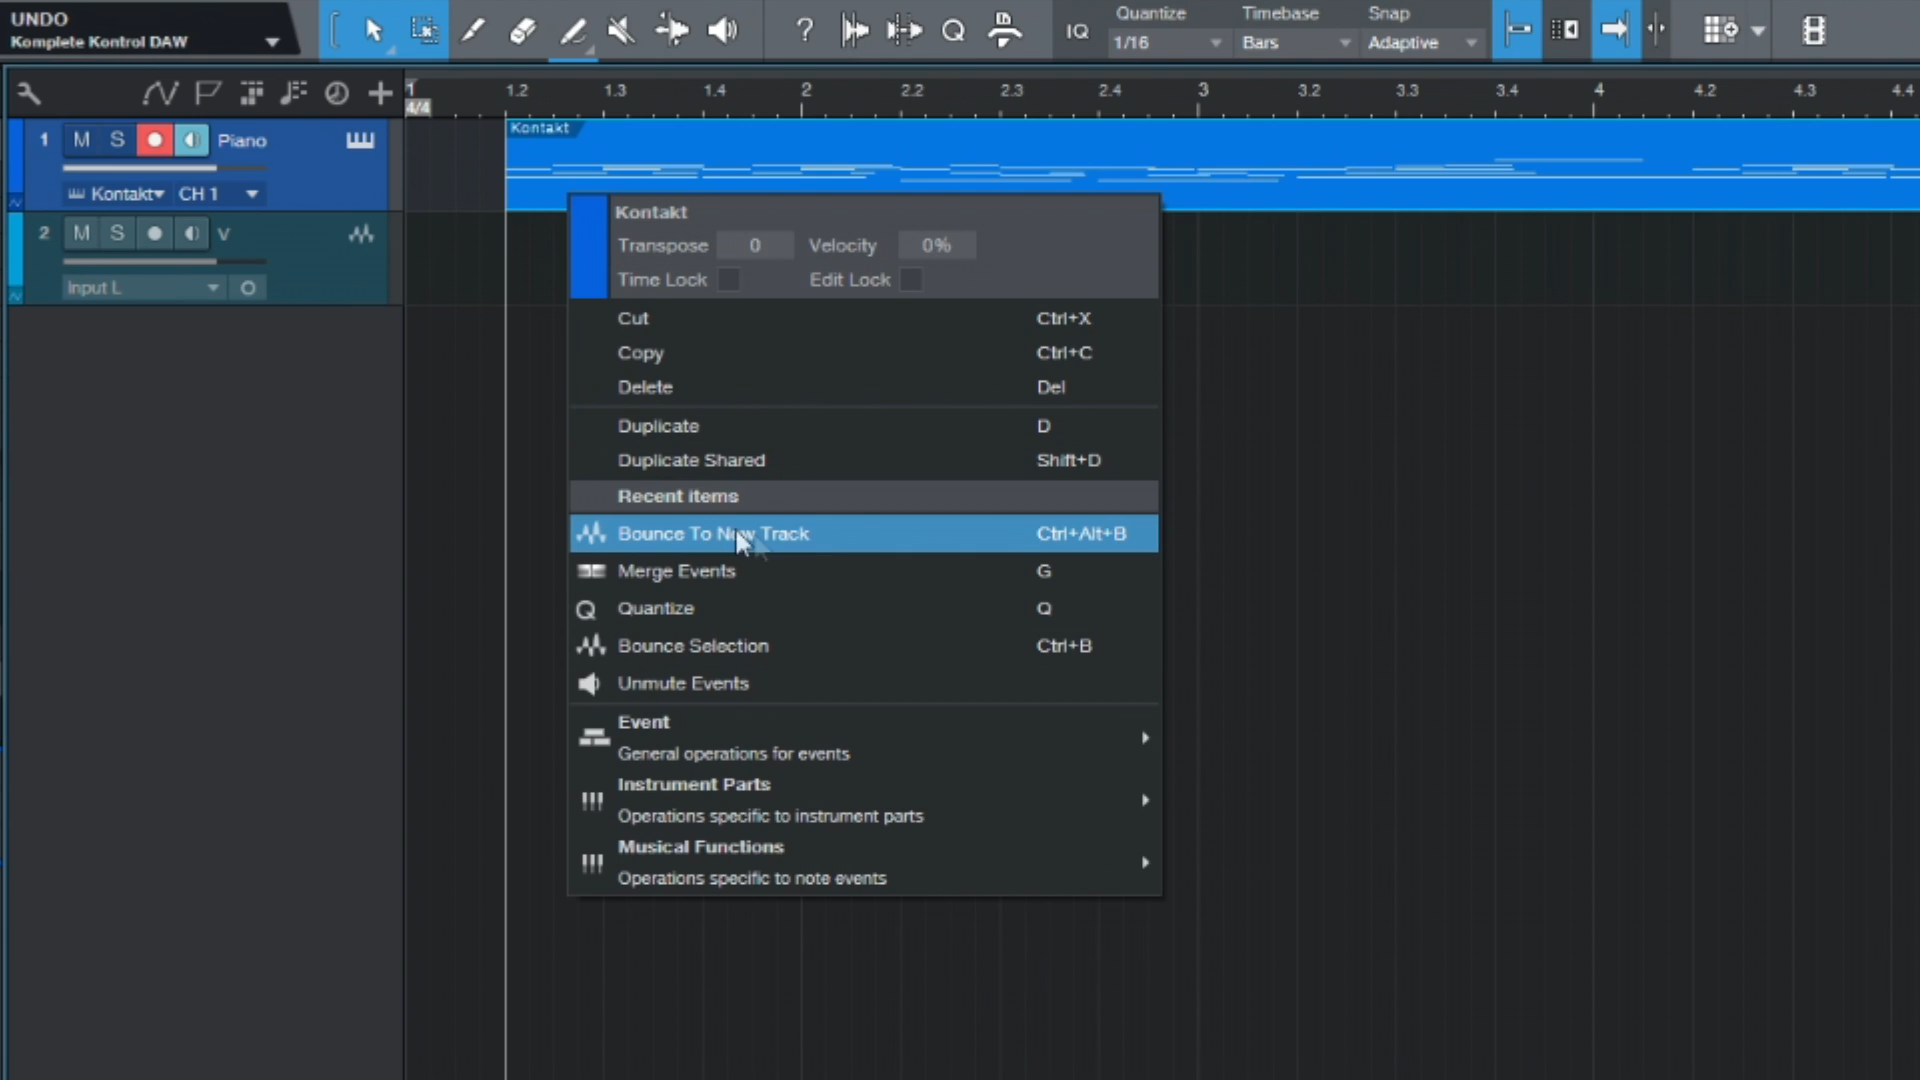 UNDO
Komplete Kontrol DAW
?
Q
IQ
Quantize
1/16
Timebase
Bars
Snap
Adaptive
1 1.2 1.3 1.4 2 2.2 2.3 2.4 3 3.2 3.3 3.4 4 4.2 4.3 4.4
4/4
1 M S Piano
Kontakt CH 1
2 M S V
Input L
Kontakt
Kontakt
Transpose 0 Velocity 0%
Time Lock Edit Lock
Cut Ctrl+X
Copy Ctrl+C
Delete Del
Duplicate D
Duplicate Shared Shift+D
Recent items
Bounce To New Track Ctrl+Alt+B
Merge Events G
Q Quantize Q
Bounce Selection Ctrl+B
Unmute Events
Event
General operations for events
Instrument Parts
Operations specific to instrument parts
Musical Functions
Operations specific to note events